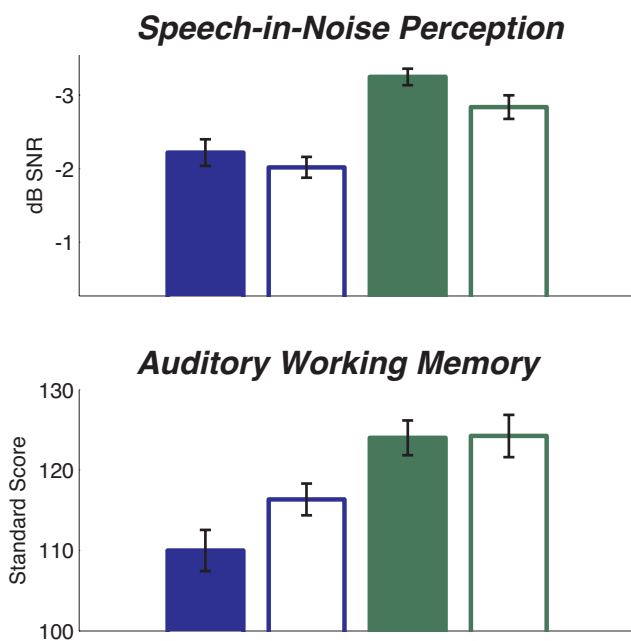 Speech-in-Noise Perception
-3
-2
-1
dB SNR
Auditory Working Memory
130
120
110
100
Standard Score